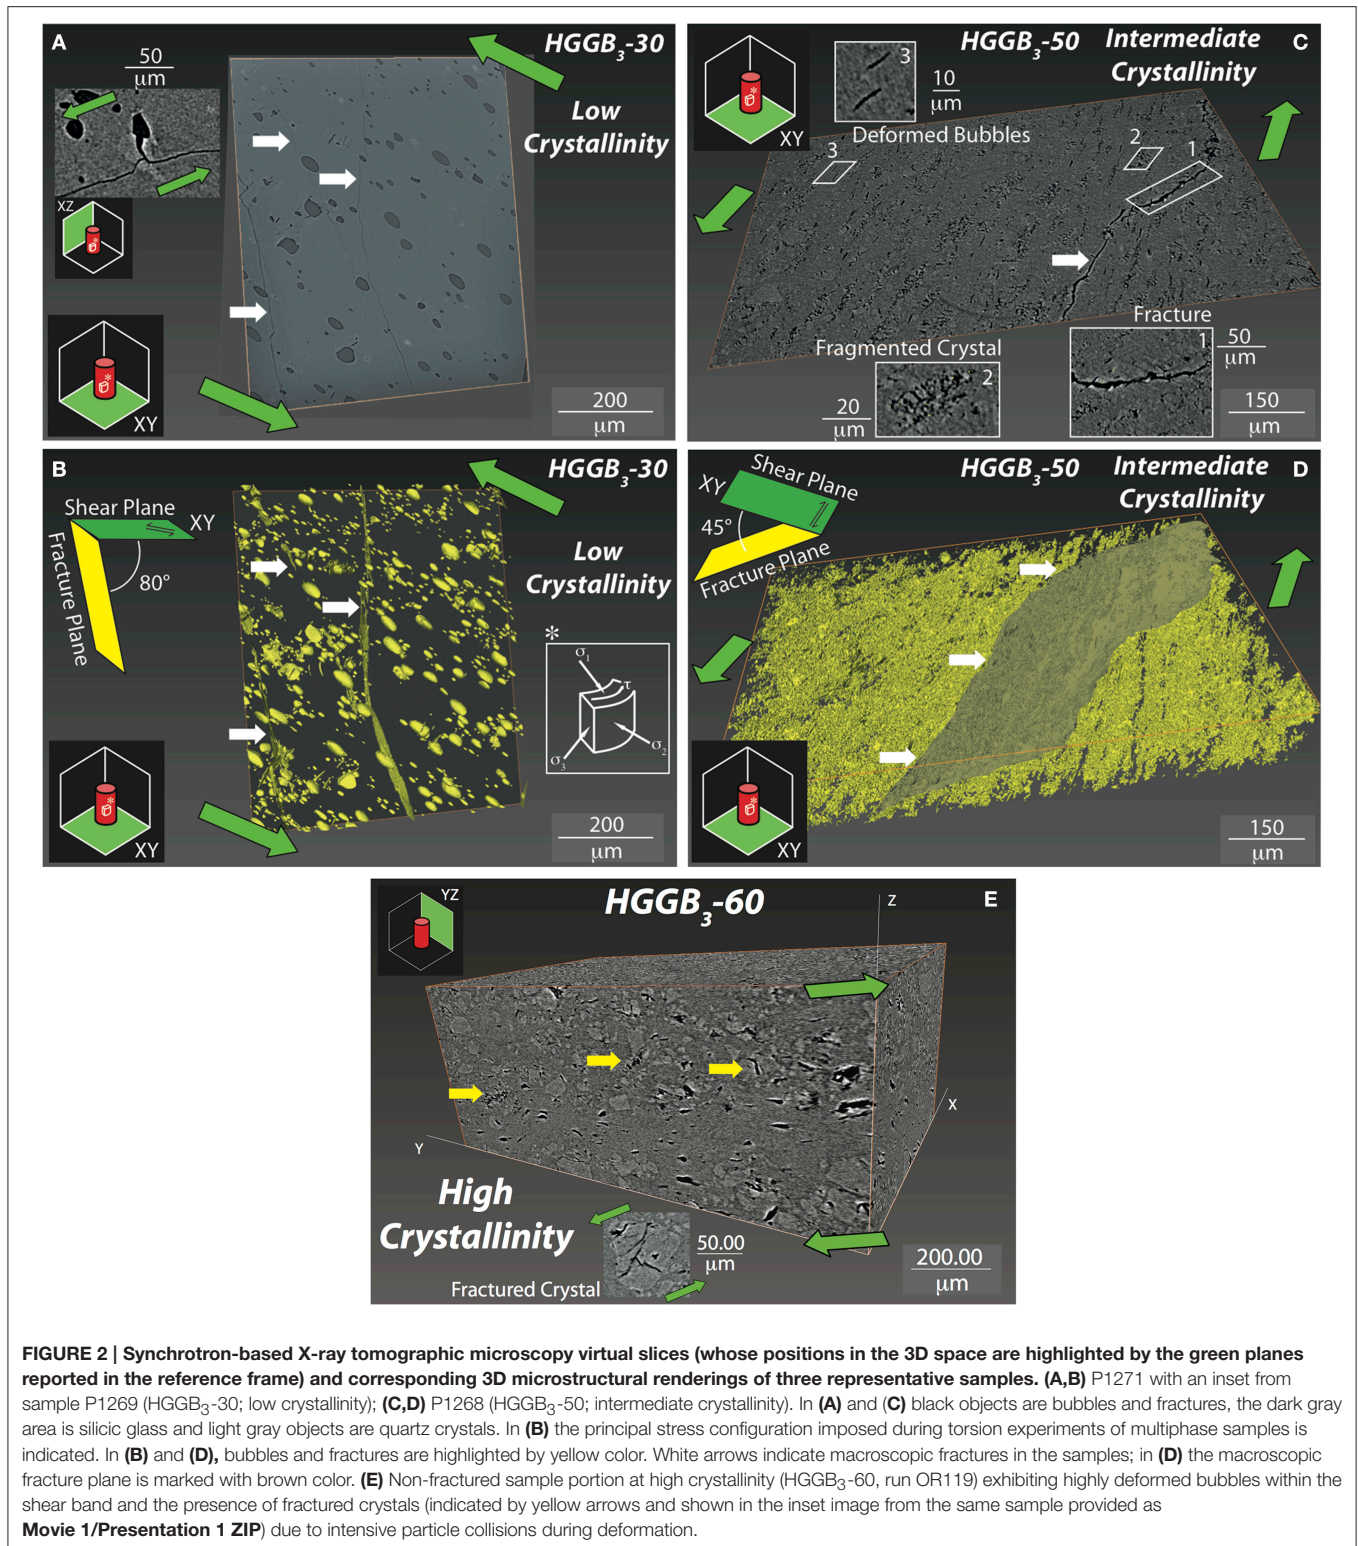 A
HGGB3-30
50
μm
Low
Crystallinity
XZ
*
*
XY
200
μm
C
HGGB3-50
Intermediate
Crystallinity
*
XY
3
10
μm
Deformed Bubbles
3
2
1
Fracture
1
50
μm
Fragmented Crystal
2
20
μm
150
μm
B
HGGB3-30
Shear Plane
XY
Fracture Plane
80°
Low
Crystallinity
*
σ1
τ
σ2
σ3
*
XY
200
μm
D
HGGB3-50
Intermediate
Crystallinity
Shear Plane
XY
45°
Fracture Plane
*
XY
150
μm
E
HGGB3-60
YZ
Z
X
Y
High
Crystallinity
Fractured Crystal
50.00
μm
200.00
μm
FIGURE 2 | Synchrotron-based X-ray tomographic microscopy virtual slices (whose positions in the 3D space are highlighted by the green planes
reported in the reference frame) and corresponding 3D microstructural renderings of three representative samples. (A,B) P1271 with an inset from
sample P1269 (HGGB3-30; low crystallinity); (C,D) P1268 (HGGB3-50; intermediate crystallinity). In (A) and (C) black objects are bubbles and fractures, the dark gray
area is silicic glass and light gray objects are quartz crystals. In (B) the principal stress configuration imposed during torsion experiments of multiphase samples is
indicated. In (B) and (D), bubbles and fractures are highlighted by yellow color. White arrows indicate macroscopic fractures in the samples; in (D) the macroscopic
fracture plane is marked with brown color. (E) Non-fractured sample portion at high crystallinity (HGGB3-60, run OR119) exhibiting highly deformed bubbles within the
shear band and the presence of fractured crystals (indicated by yellow arrows and shown in the inset image from the same sample provided as
Movie 1/Presentation 1 ZIP) due to intensive particle collisions during deformation.